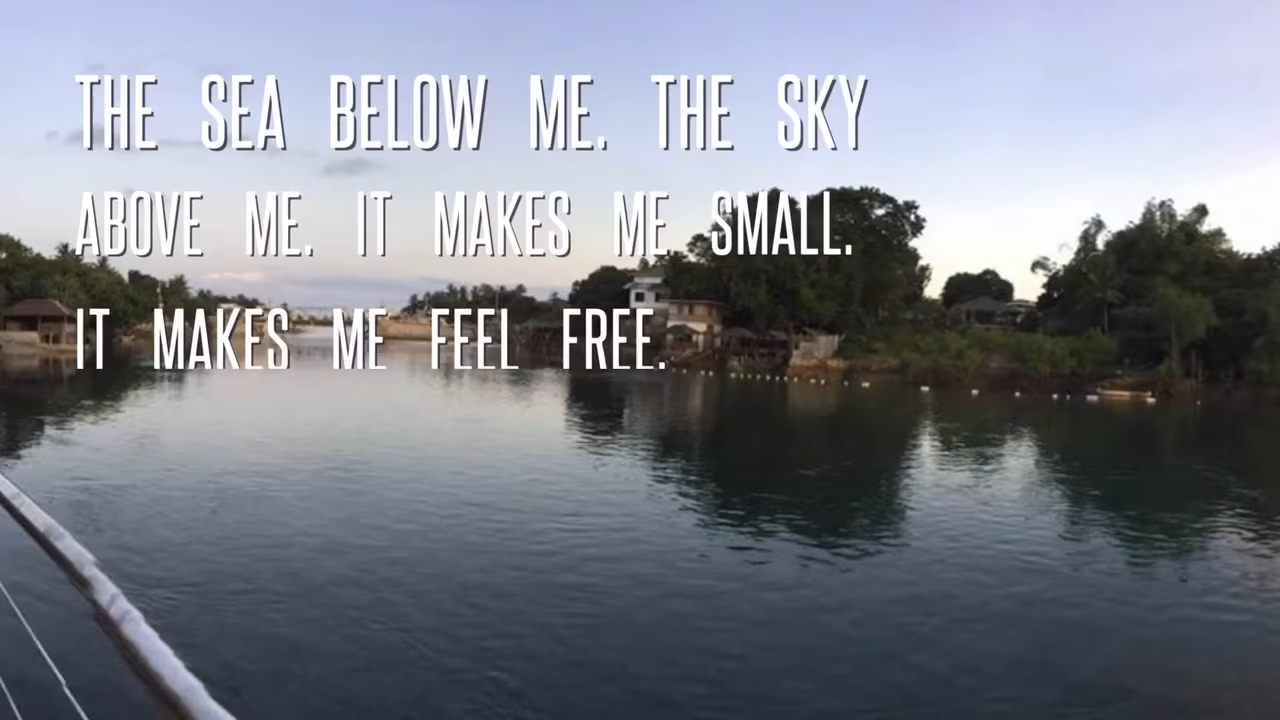 THE SEA BELOW ME. THE SKY
ABOVE ME. IT MAKES ME SMALL.
IT MAKES ME FEEL FREE.